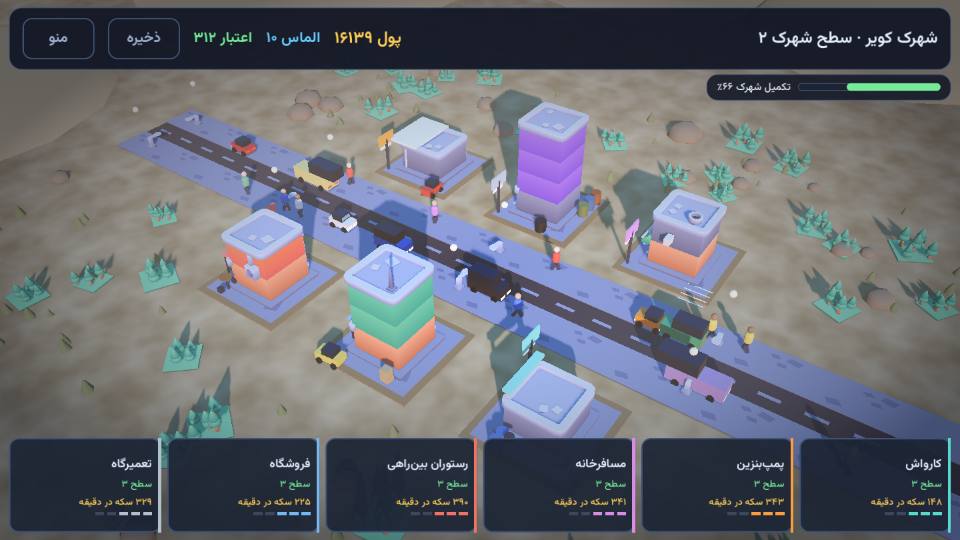 شهرک کویر · سطح شهرک ۲
پول ۱۶۱۳۹
الماس ۱۰
اعتبار ۳۱۲
ذخیره
منو
تکمیل شهرک ۶۶٪
کارواش
سطح ۳
۱۴۸ سکه در دقیقه
پمپ‌بنزین
سطح ۳
۳۴۳ سکه در دقیقه
مسافرخانه
سطح ۳
۳۴۱ سکه در دقیقه
رستوران بین‌راهی
سطح ۳
۳۹۰ سکه در دقیقه
فروشگاه
سطح ۳
۲۲۵ سکه در دقیقه
تعمیرگاه
سطح ۳
۳۲۹ سکه در دقیقه